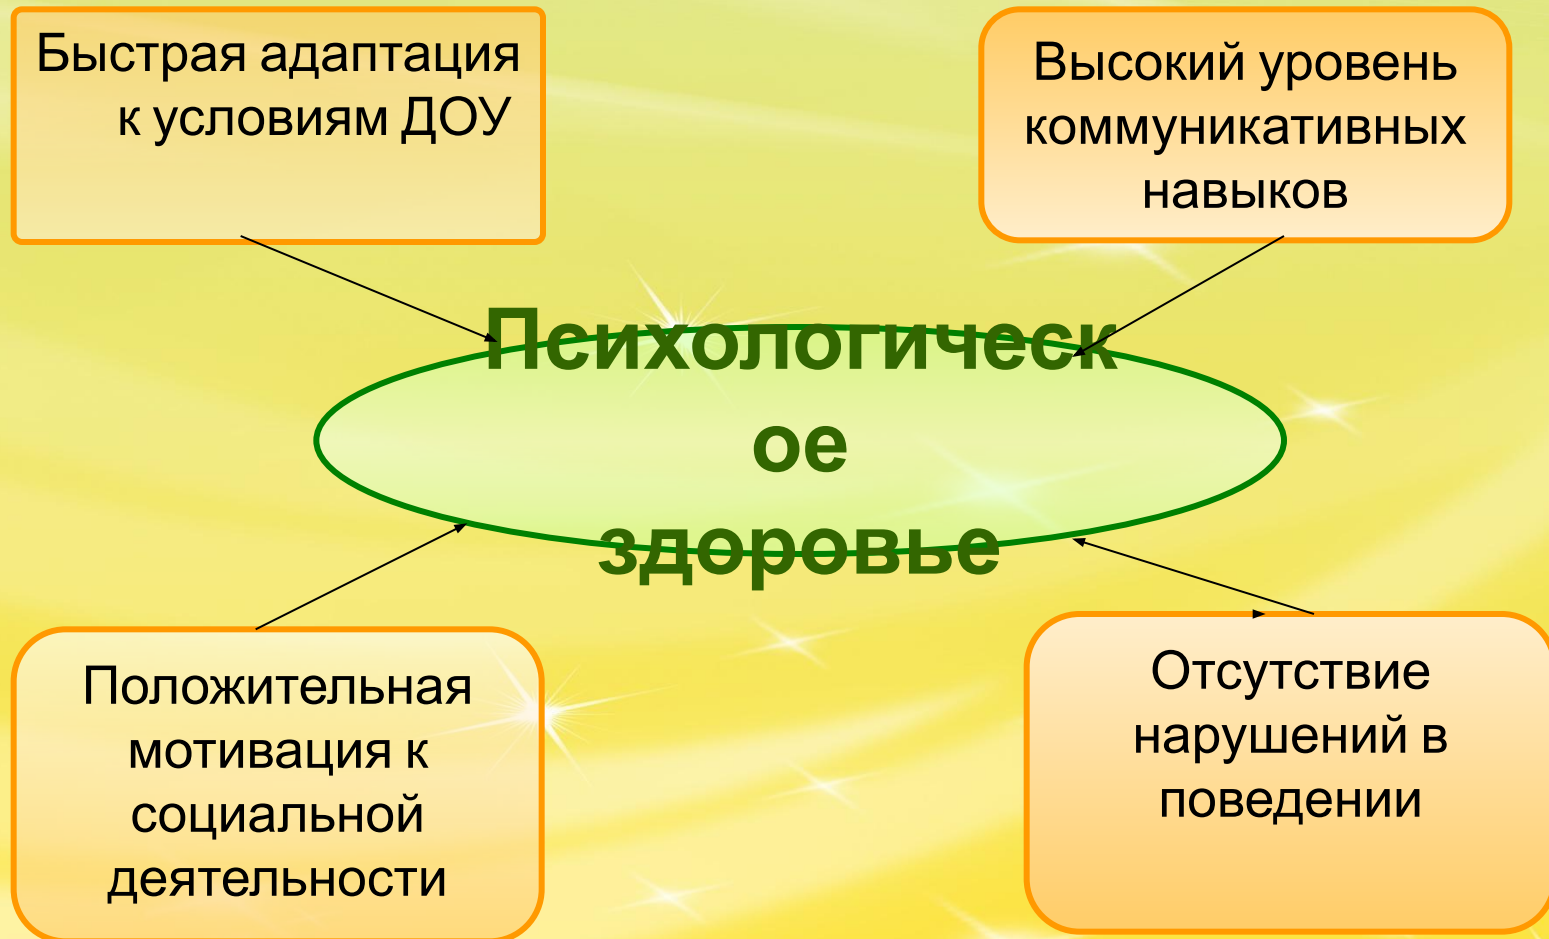 Быстрая адаптация
к условиям ДОУ
Высокий уровень
коммуникативных
навыков
Психологическ
ое
здоровье
Положительная
мотивация к
социальной
деятельности
Отсутствие
нарушений в
поведении